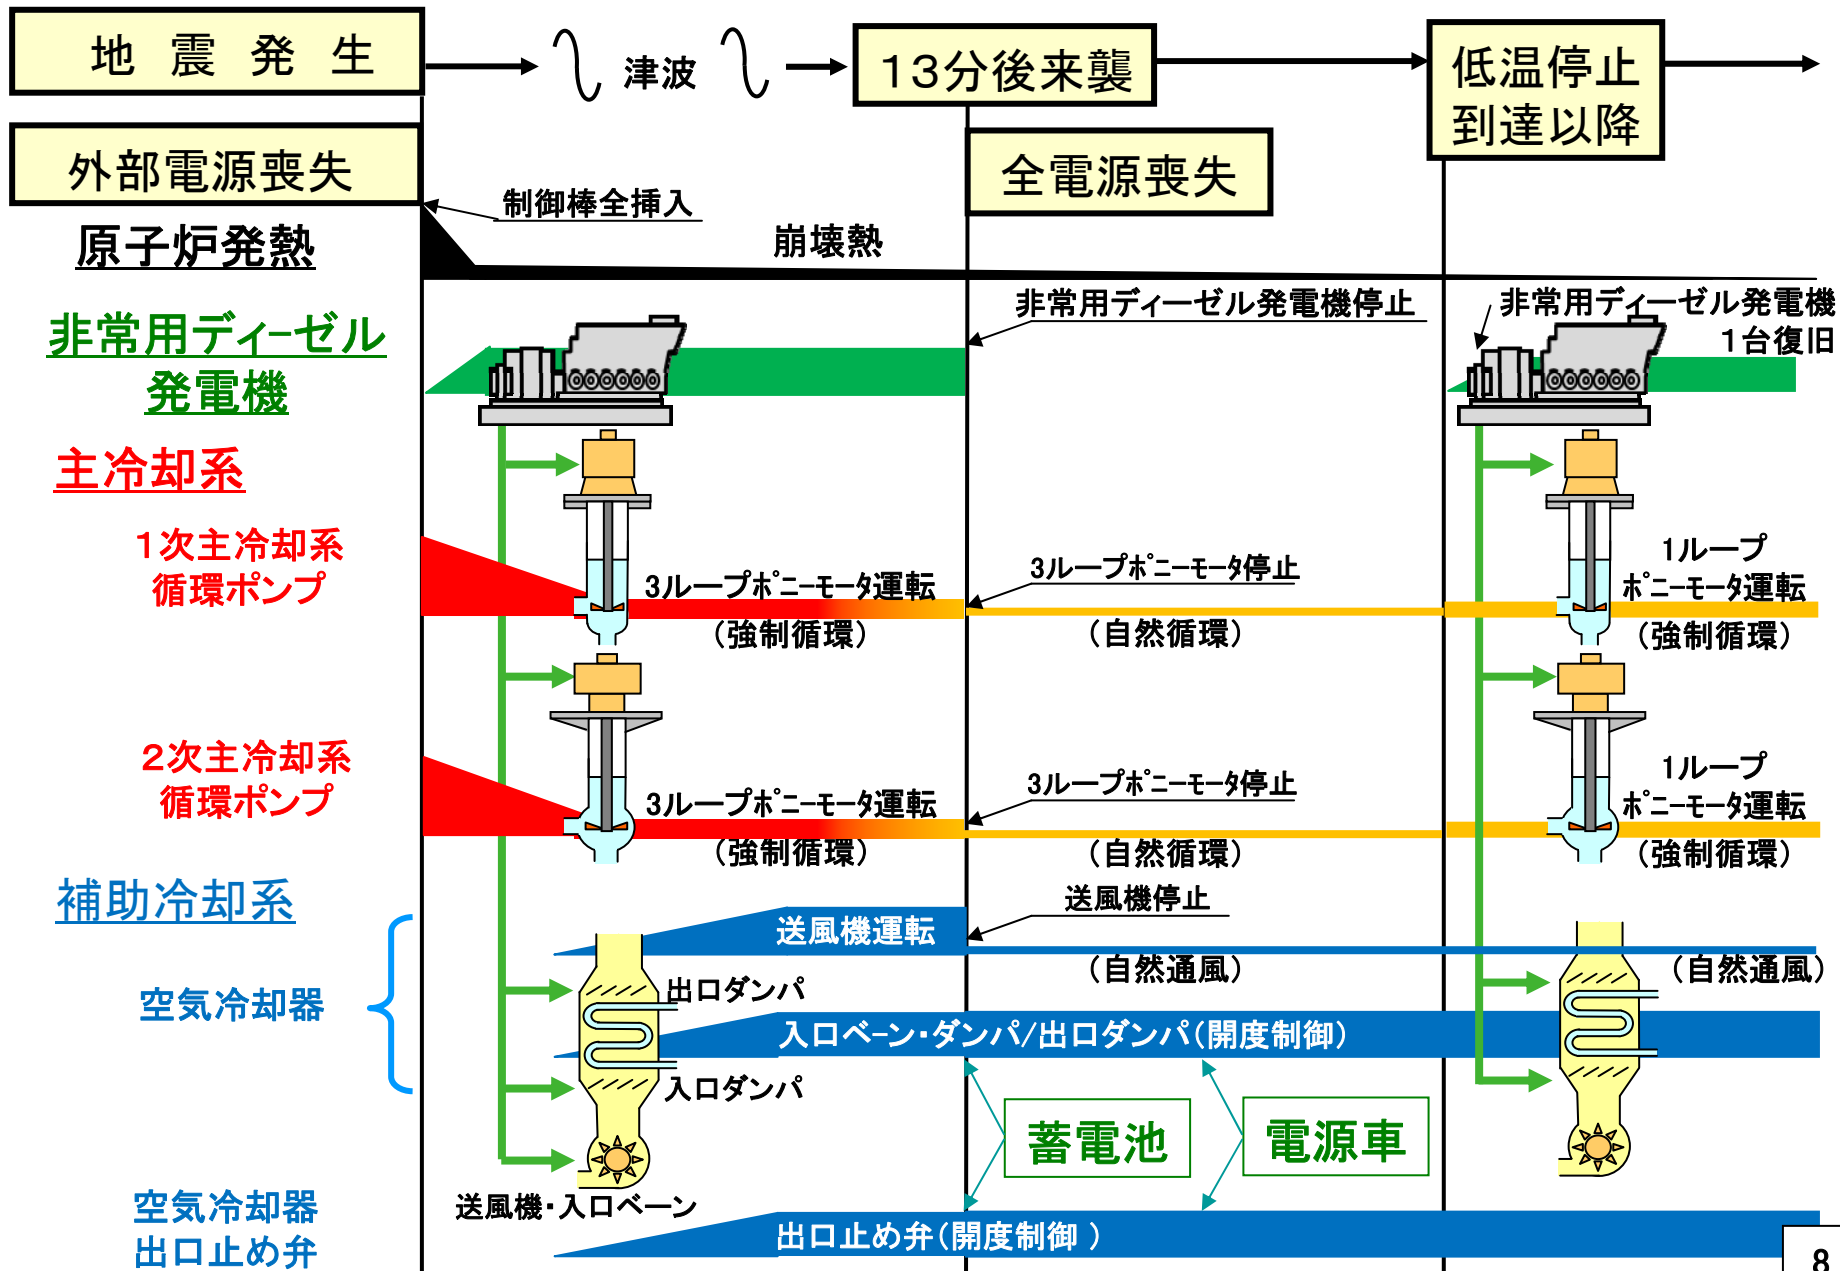 地 震 発 生
津波
13分後来襲
低温停止
到達以降
外部電源喪失
全電源喪失
制御棒全挿入
原子炉発熱
崩壊熱
非常用ディーゼル
発電機
非常用ディーゼル発電機停止
非常用ディーゼル発電機
1台復旧
主冷却系
1次主冷却系
循環ポンプ
3ループポニーモータ運転
(強制循環)
3ループポニーモータ停止
(自然循環)
1ループ
ポニーモータ運転
(強制循環)
2次主冷却系
循環ポンプ
3ループポニーモータ運転
(強制循環)
3ループポニーモータ停止
(自然循環)
1ループ
ポニーモータ運転
(強制循環)
補助冷却系
送風機運転
送風機停止
(自然通風)
(自然通風)
空気冷却器
出口ダンパ
入口ベーン・ダンパ/出口ダンパ(開度制御)
入口ダンパ
蓄電池
電源車
送風機・入口ベーン
空気冷却器
出口止め弁
出口止め弁(開度制御 )
8